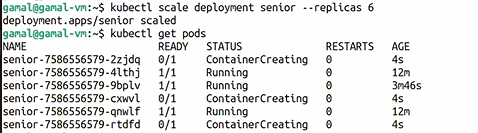 gamal@gamal-vm:~$ kubectl scale deployment senior --replicas 6
deployment.apps/senior scaled
gamal@gamal-vm:~$ kubectl get pods
NAME READY STATUS RESTARTS AGE
senior-7586556579-2zjdq 0/1 ContainerCreating 0 4s
senior-7586556579-4lthj 1/1 Running 0 12m
senior-7586556579-9bplv 1/1 Running 0 3m46s
senior-7586556579-cxwvl 0/1 ContainerCreating 0 4s
senior-7586556579-qnwlf 1/1 Running 0 12m
senior-7586556579-rtdfd 0/1 ContainerCreating 0 4s